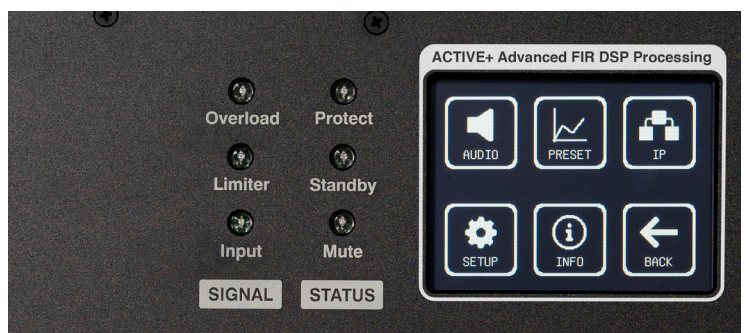 ACTIVE+ Advanced FIR DSP Processing
Overload Protect
Limiter Standby
Input Mute
SIGNAL STATUS
AUDIO PRESET IP
SETUP INFO BACK